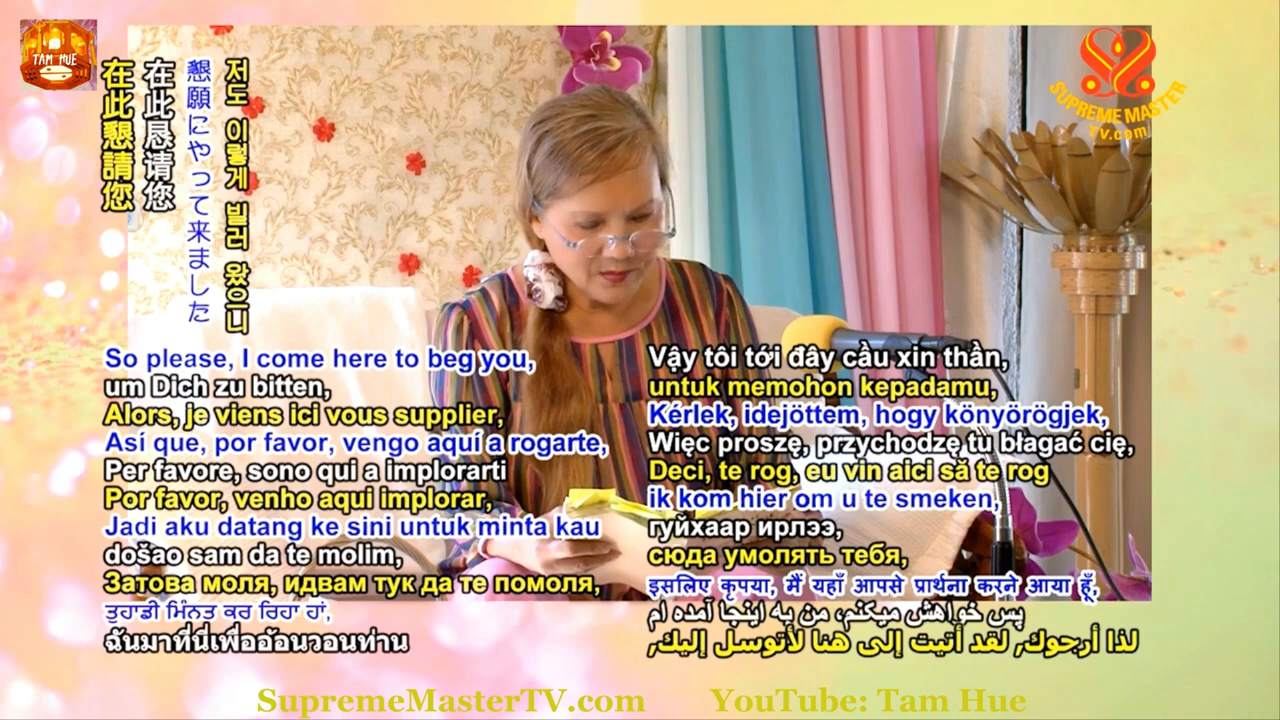 TAM HUE
SUPREME MASTER
TV.com
在此懇請您
在此恳请您
懇願にやって来ました
저도 이렇게 빌러 왔으니
So please, I come here to beg you,
um Dich zu bitten,
Alors, je viens ici vous supplier,
Así que, por favor, vengo aquí a rogarte,
Per favore, sono qui a implorarti
Por favor, venho aqui implorar,
Jadi aku datang ke sini untuk minta kau
došao sam da te molim,
Затова моля, идвам тук да те помоля,
ਤੁਹਾਡੀ ਮਿੰਨਤ ਕਰ ਰਿਹਾ ਹਾਂ,
ฉันมาที่นี่เพื่ออ้อนวอนท่าน
Vậy tôi tới đây cầu xin thần,
untuk memohon kepadamu,
Kérlek, idejöttem, hogy könyörögjek,
Więc proszę, przychodzę tu błagać cię,
Deci, te rog, eu vin aici să te rog
ik kom hier om u te smeken,
гуйхаар ирлээ,
сюда умолять тебя,
इसलिए कृपया, मैं यहाँ आपसे प्रार्थना करने आया हूँ,
پس خواهش میکنم، من به اینجا آمده ام
لذا أرجوك, لقد أتيت إلى هنا لأتوسل إليك,
SupremeMasterTV.com
YouTube: Tam Hue